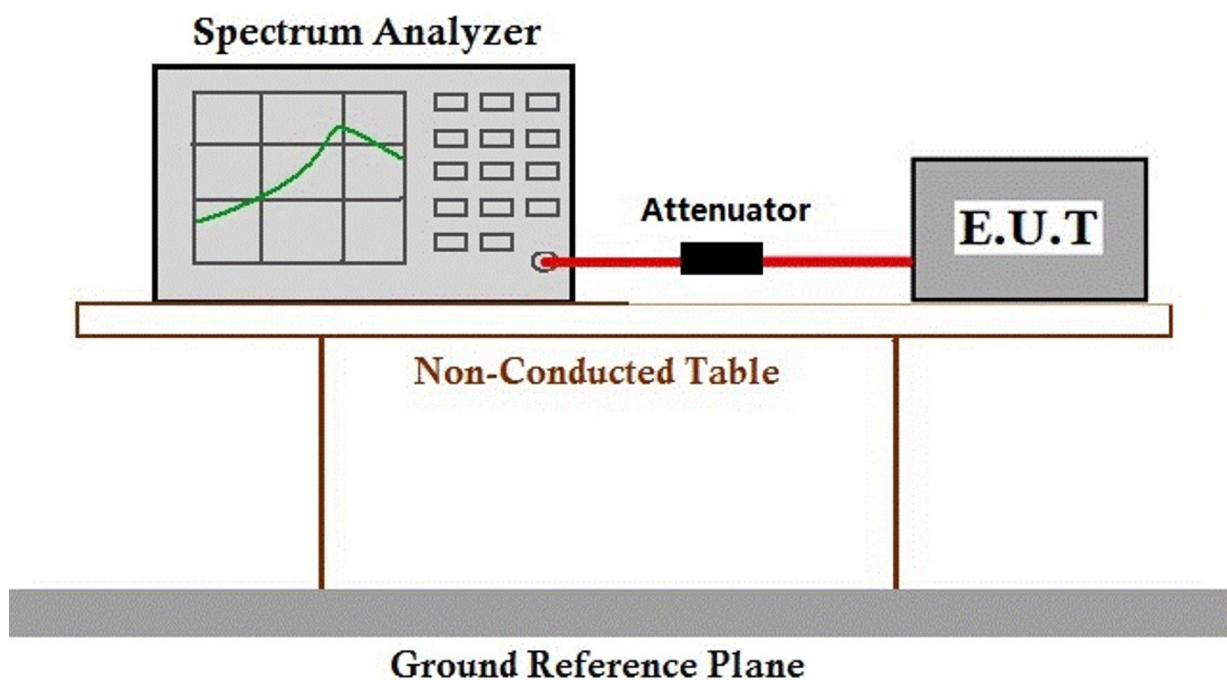 Spectrum Analyzer
Attenuator
E.U.T
Non-Conducted Table
Ground Reference Plane